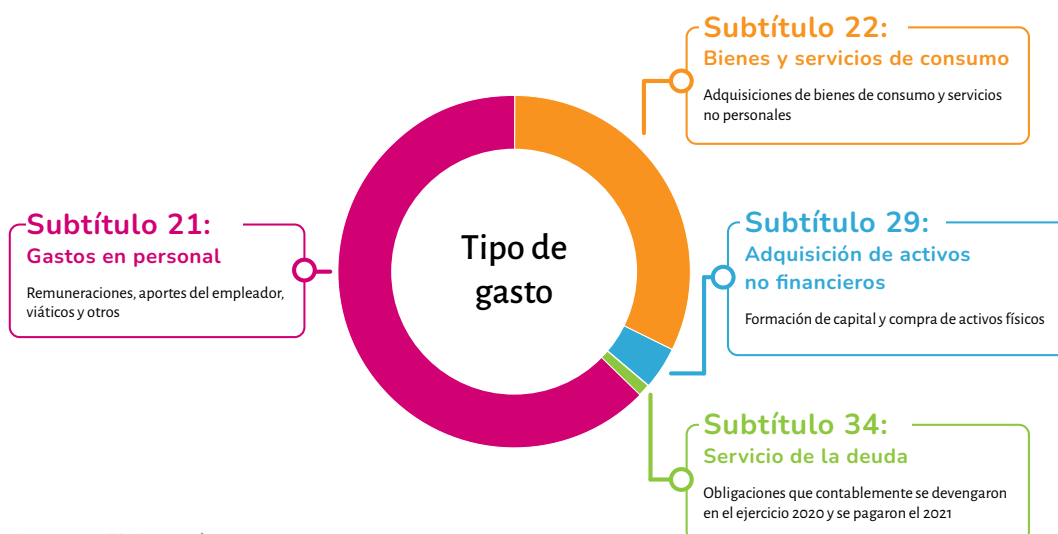 Subtítulo 22:
Bienes y servicios de consumo
Adquisiciones de bienes de consumo y servicios
no personales
Subtítulo 21:
Gastos en personal
Remuneraciones, aportes del empleador,
viáticos y otros
Tipo de
gasto
Subtítulo 29:
Adquisición de activos
no financieros
Formación de capital y compra de activos físicos
Subtítulo 34:
Servicio de la deuda
Obligaciones que contablemente se devengaron
en el ejercicio 2020 y se pagaron el 2021